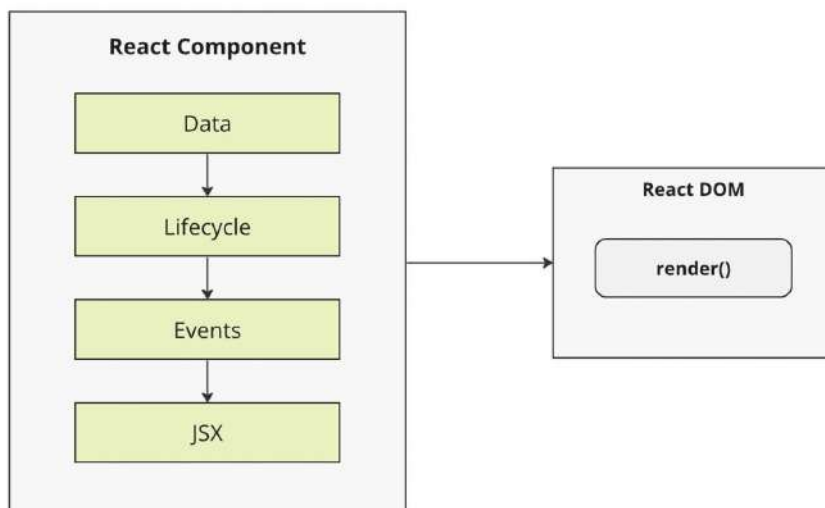 React Component
Data
Lifecycle
Events
JSX
React DOM
render()